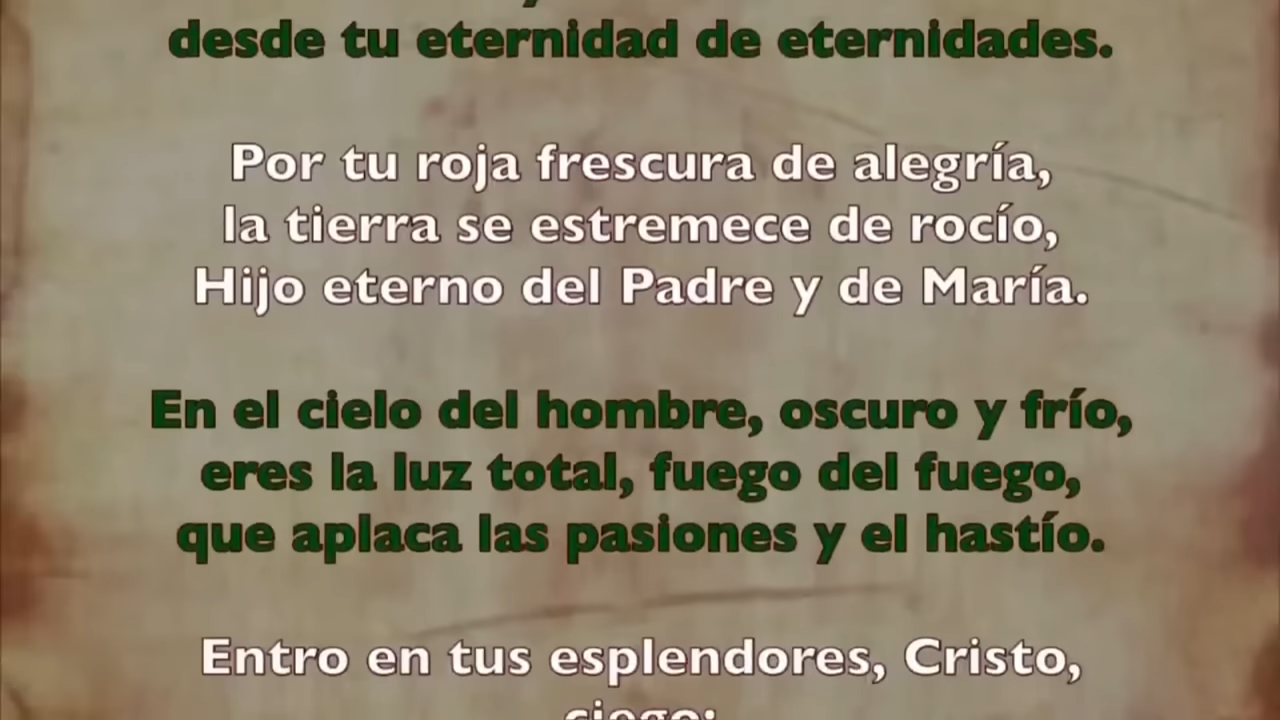 desde tu eternidad de eternidades.
Por tu roja frescura de alegría,
la tierra se estremece de rocío,
Hijo eterno del Padre y de María.
En el cielo del hombre, oscuro y frío,
eres la luz total, fuego del fuego,
que aplaca las pasiones y el hastío.
Entro en tus esplendores, Cristo,
ciego;